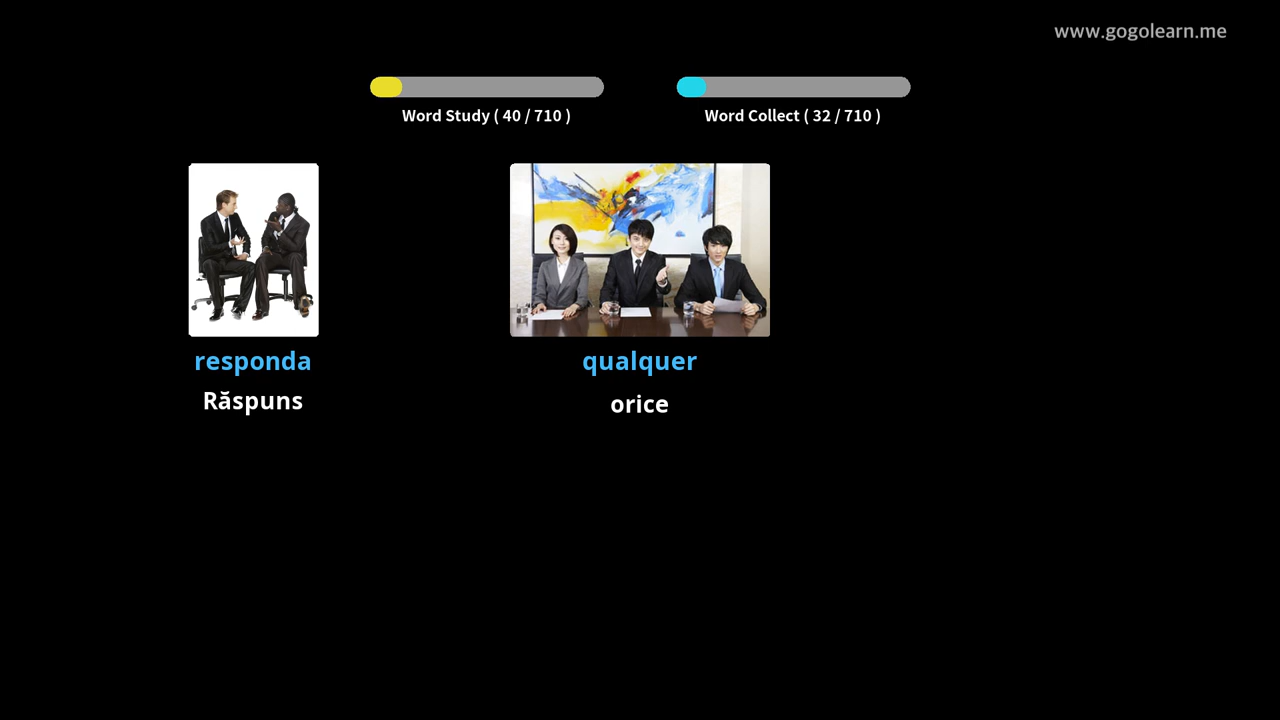 www.gogolearn.me
Word Study ( 40 / 710 )
Word Collect ( 32 / 710 )
responda
Răspuns
qualquer
orice